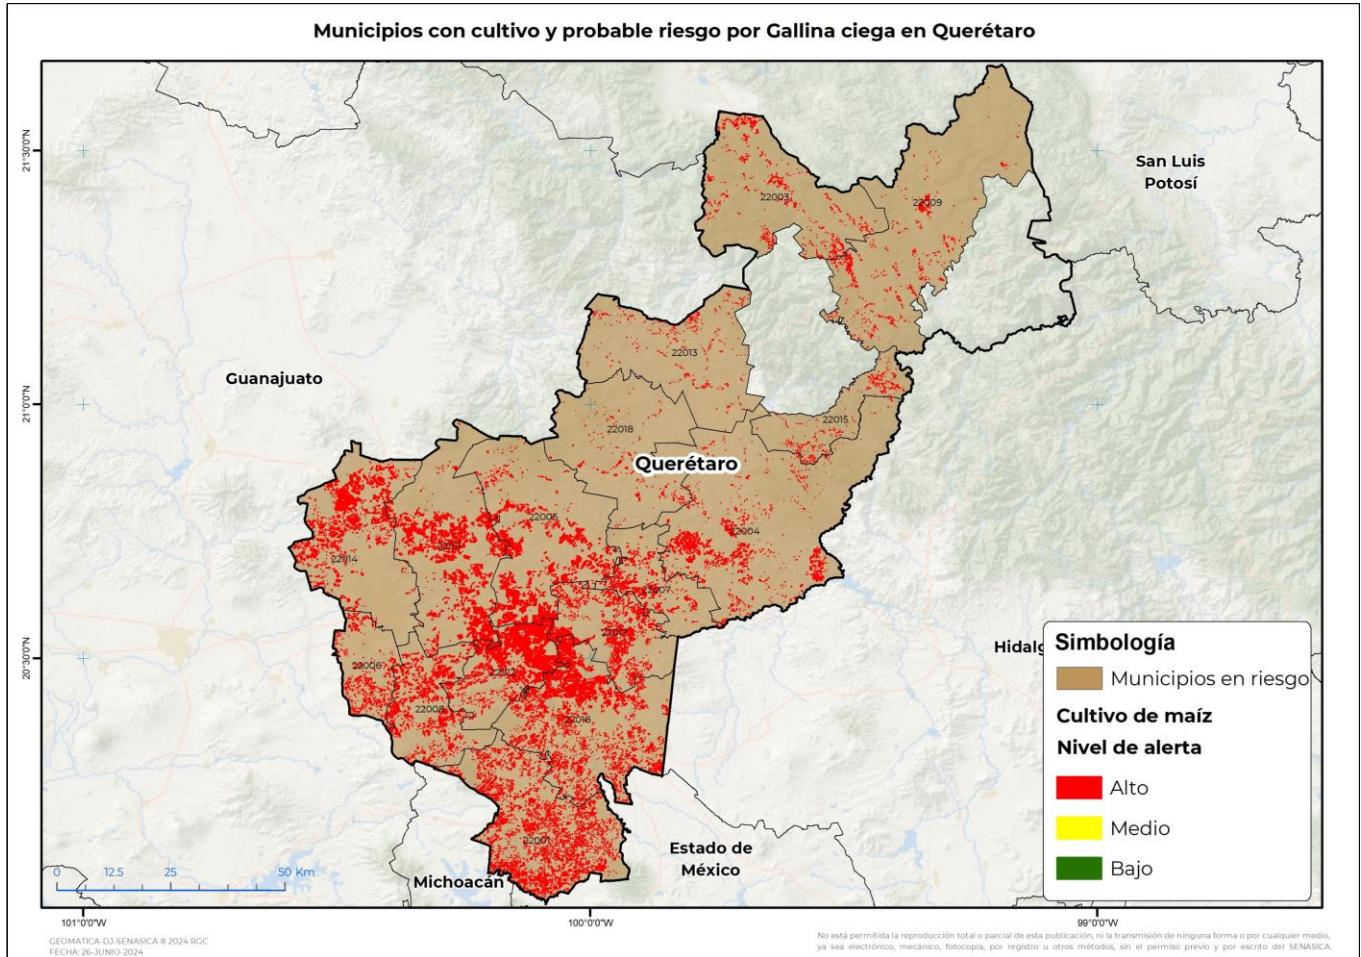 Municipios con cultivo y probable riesgo por Gallina ciega en Querétaro
21°30'0"N
21°0'0"N
20°30'0"N
San Luis
Potosí
22003
22009
22013
Guanajuato
22018
22015
Querétaro
22005
22004
22014
22007
22017
22006
22008
22016
22001
Hidalg
Estado de
México
Michoacán
Simbología
Municipios en riesgo
Cultivo de maíz
Nivel de alerta
Alto
Medio
Bajo
0 12.5 25 50 Km
101°0'0"W
100°0'0"W
99°0'0"W
GEOMATICA-DJ-SENASICA ® 2024 RGC
FECHA: 26-JUNIO-2024
No está permitida la reproducción total o parcial de esta publicación, ni la transmisión de ninguna forma o por cualquier medio,
ya sea electrónico, mecánico, fotocopia, por registro u otros métodos, sin el permiso previo y por escrito del SENASICA.